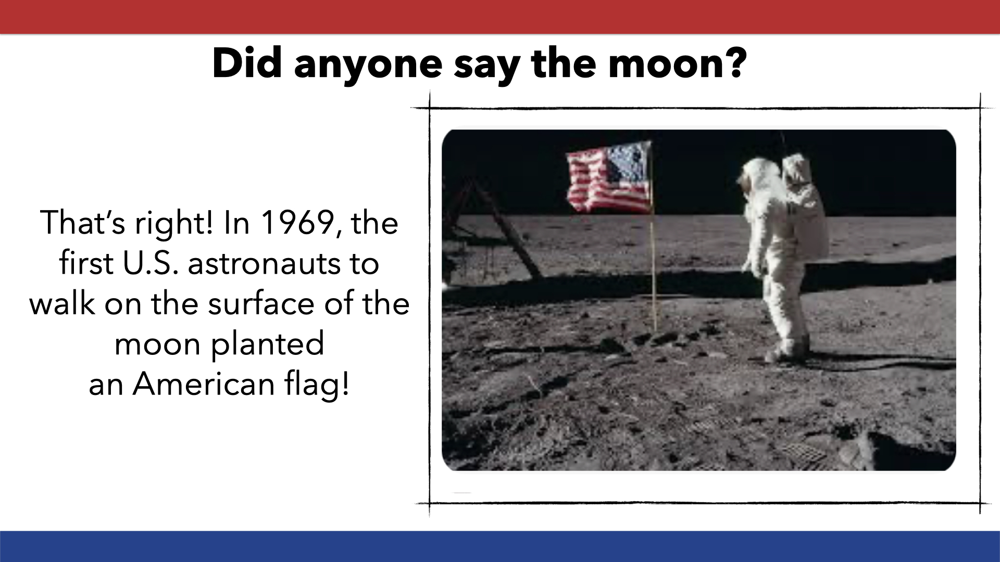 Did anyone say the moon?
That’s right! In 1969, the
first U.S. astronauts to
walk on the surface of the
moon planted
an American flag!